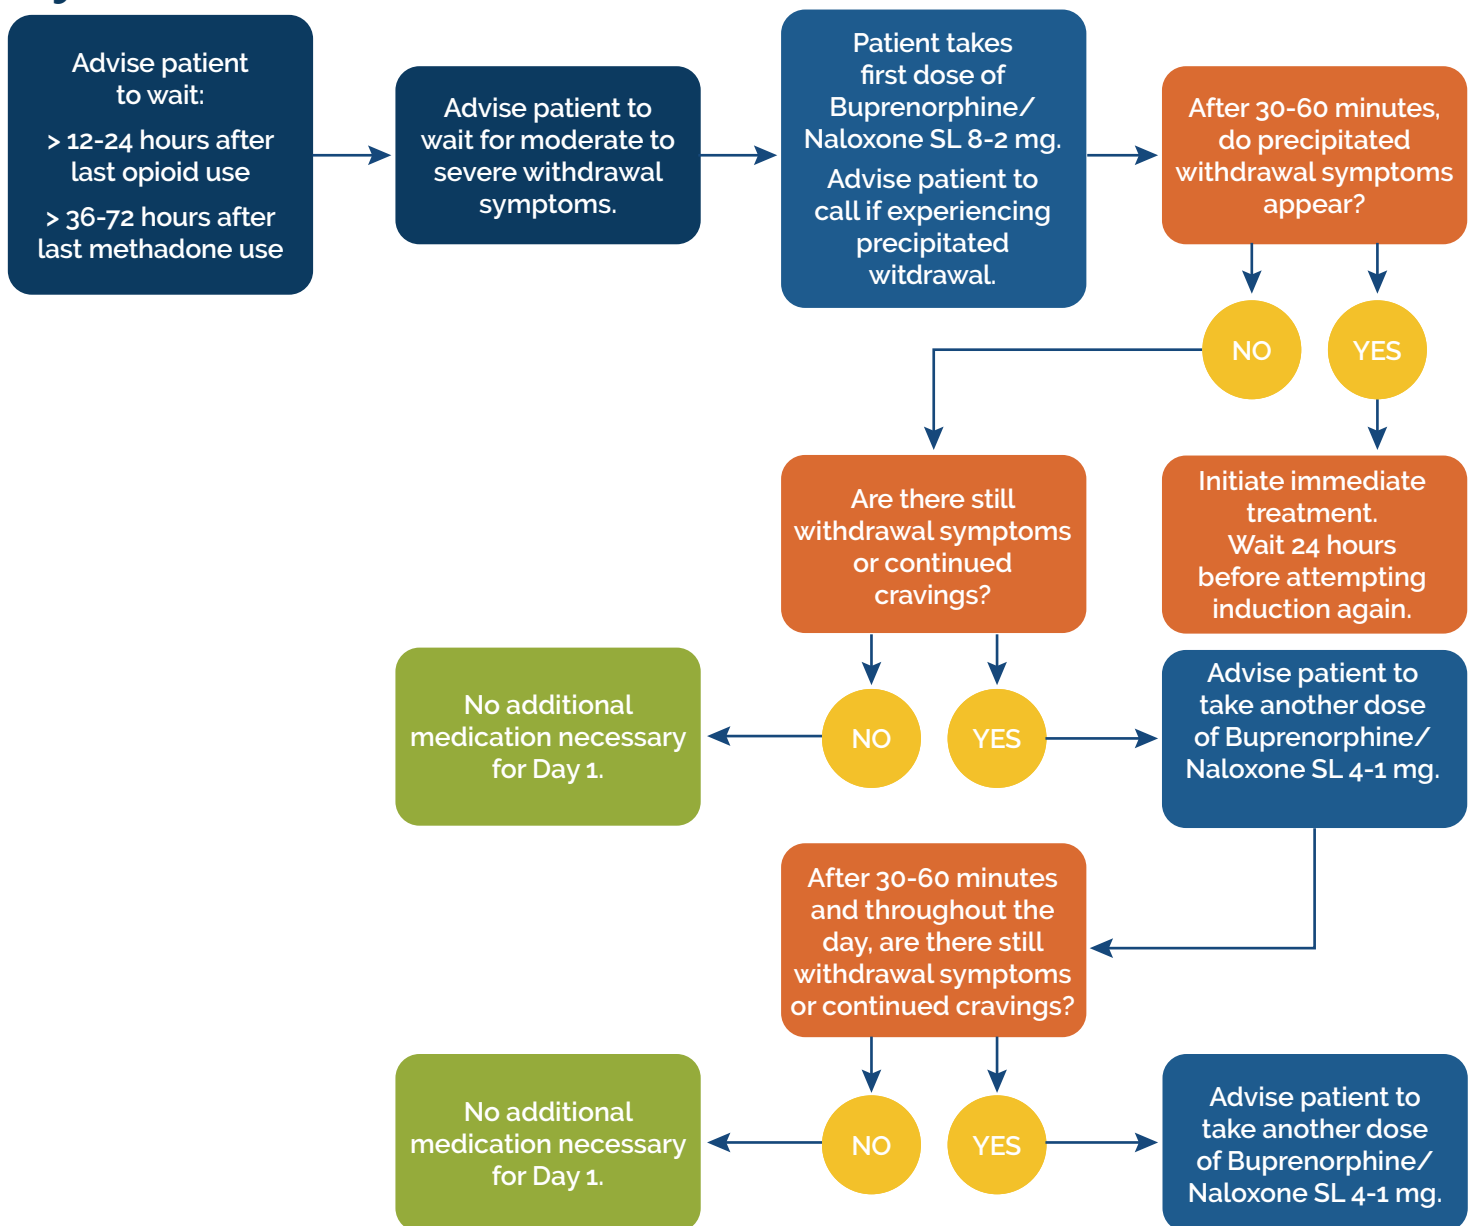 Advise patient
to wait:
> 12-24 hours after
last opioid use
> 36-72 hours after
last methadone use
Advise patient to
wait for moderate to
severe withdrawal
symptoms.
Patient takes
first dose of
Buprenorphine/
Naloxone SL 8-2 mg.
Advise patient to
call if experiencing
precipitated
witdrawal.
After 30-60 minutes,
do precipitated
withdrawal symptoms
appear?
NO
YES
Are there still
withdrawal symptoms
or continued
cravings?
Initiate immediate
treatment.
Wait 24 hours
before attempting
induction again.
No additional
medication necessary
for Day 1.
NO
YES
Advise patient to
take another dose
of Buprenorphine/
Naloxone SL 4-1 mg.
After 30-60 minutes
and throughout the
day, are there still
withdrawal symptoms
or continued cravings?
No additional
medication necessary
for Day 1.
NO
YES
Advise patient to
take another dose
of Buprenorphine/
Naloxone SL 4-1 mg.